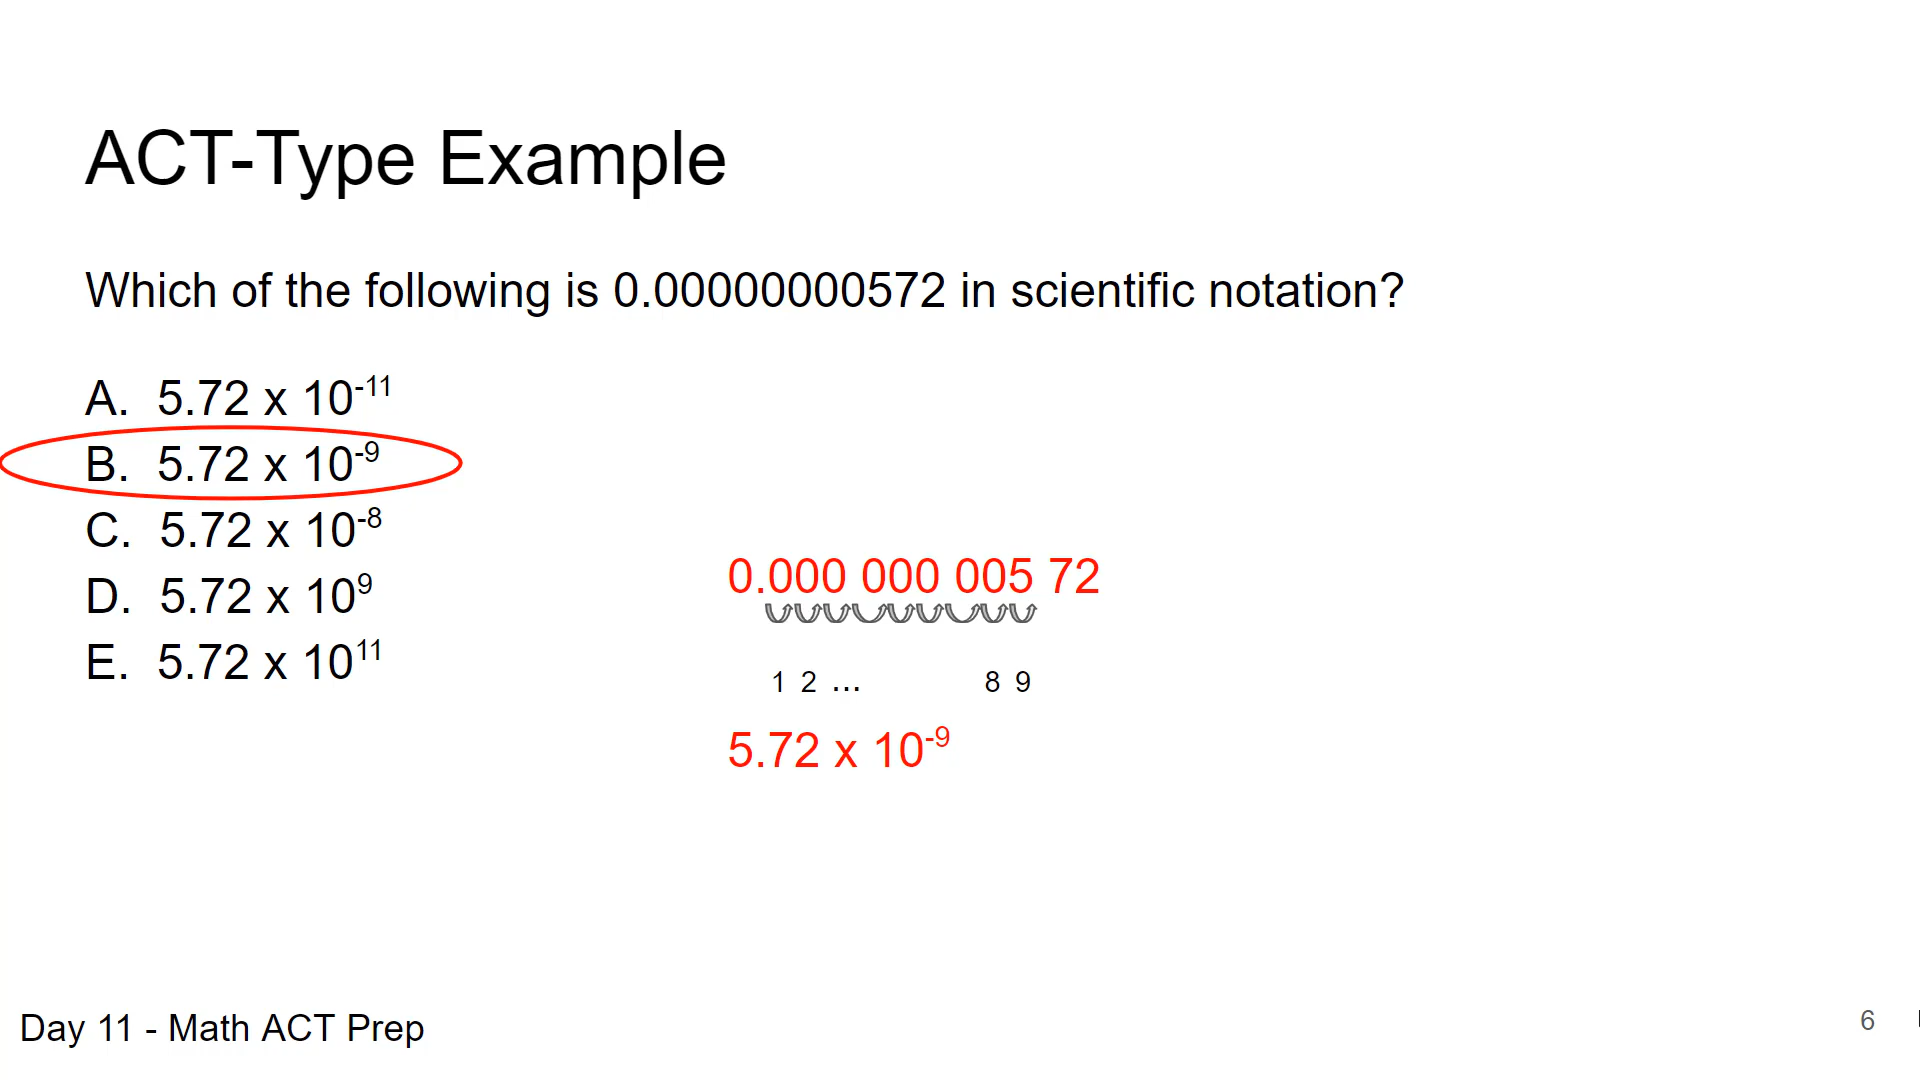 ACT-Type Example
Which of the following is 0.00000000572 in scientific notation?
A. 5.72 x 10⁻¹¹
B. 5.72 x 10⁻⁹
C. 5.72 x 10⁻⁸
D. 5.72 x 10⁹
E. 5.72 x 10¹¹
0.000 000 005 72
1 2 ... 8 9
5.72 x 10⁻⁹
Day 11 - Math ACT Prep
6